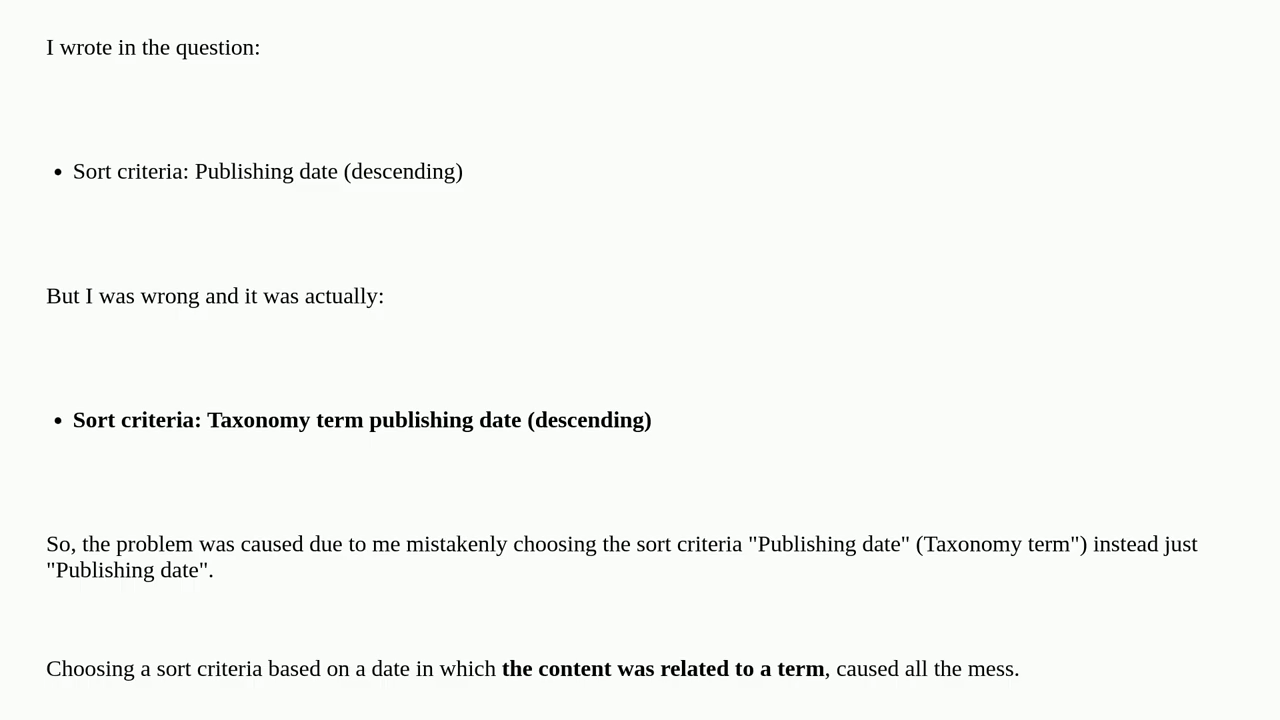 I wrote in the question:
• Sort criteria: Publishing date (descending)
But I was wrong and it was actually:
• Sort criteria: Taxonomy term publishing date (descending)
So, the problem was caused due to me mistakenly choosing the sort criteria "Publishing date" (Taxonomy term") instead just
"Publishing date".
Choosing a sort criteria based on a date in which the content was related to a term, caused all the mess.